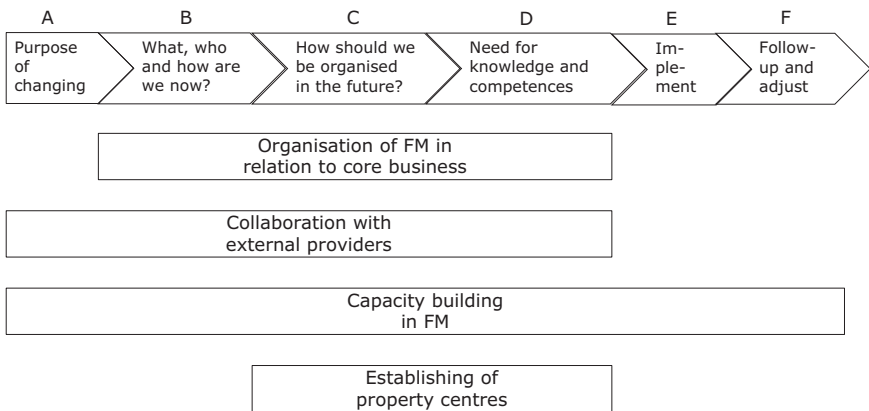 A B C D E F
Purpose
of
changing
What, who
and how are
we now?
How should we
be organised
in the future?
Need for
knowledge and
competences
Im-
ple-
ment
Follow-
up and
adjust
Organisation of FM in
relation to core business
Collaboration with
external providers
Capacity building
in FM
Establishing of
property centres